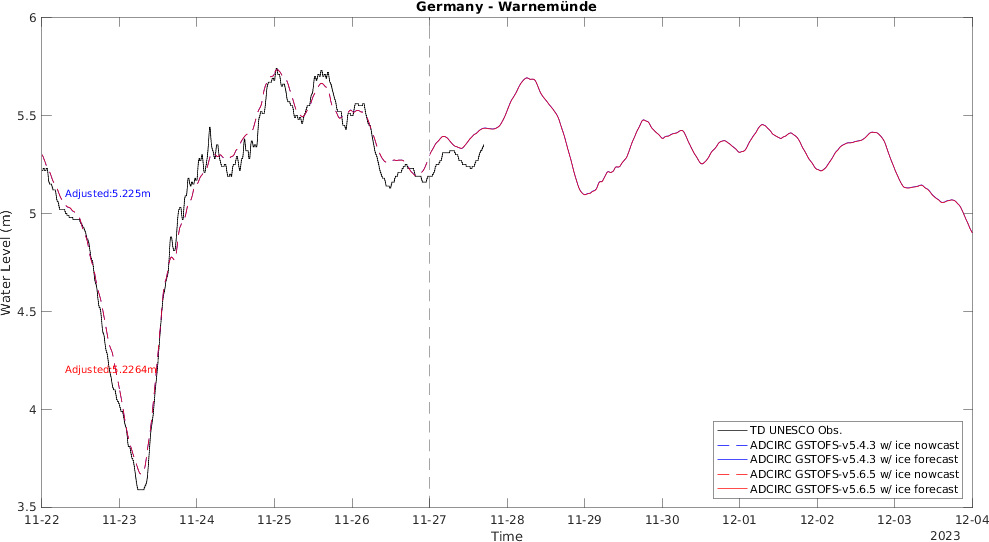 Germany - Warnemünde
6
5.5
5
4.5
4
3.5
Water Level (m)
Adjusted:5.225m
Adjusted:5.2264m
TD UNESCO Obs.
ADCIRC GSTOFS-v5.4.3 w/ ice nowcast
ADCIRC GSTOFS-v5.4.3 w/ ice forecast
ADCIRC GSTOFS-v5.6.5 w/ ice nowcast
ADCIRC GSTOFS-v5.6.5 w/ ice forecast
11-22 11-23 11-24 11-25 11-26 11-27 11-28 11-29 11-30 12-01 12-02 12-03 12-04
Time
2023